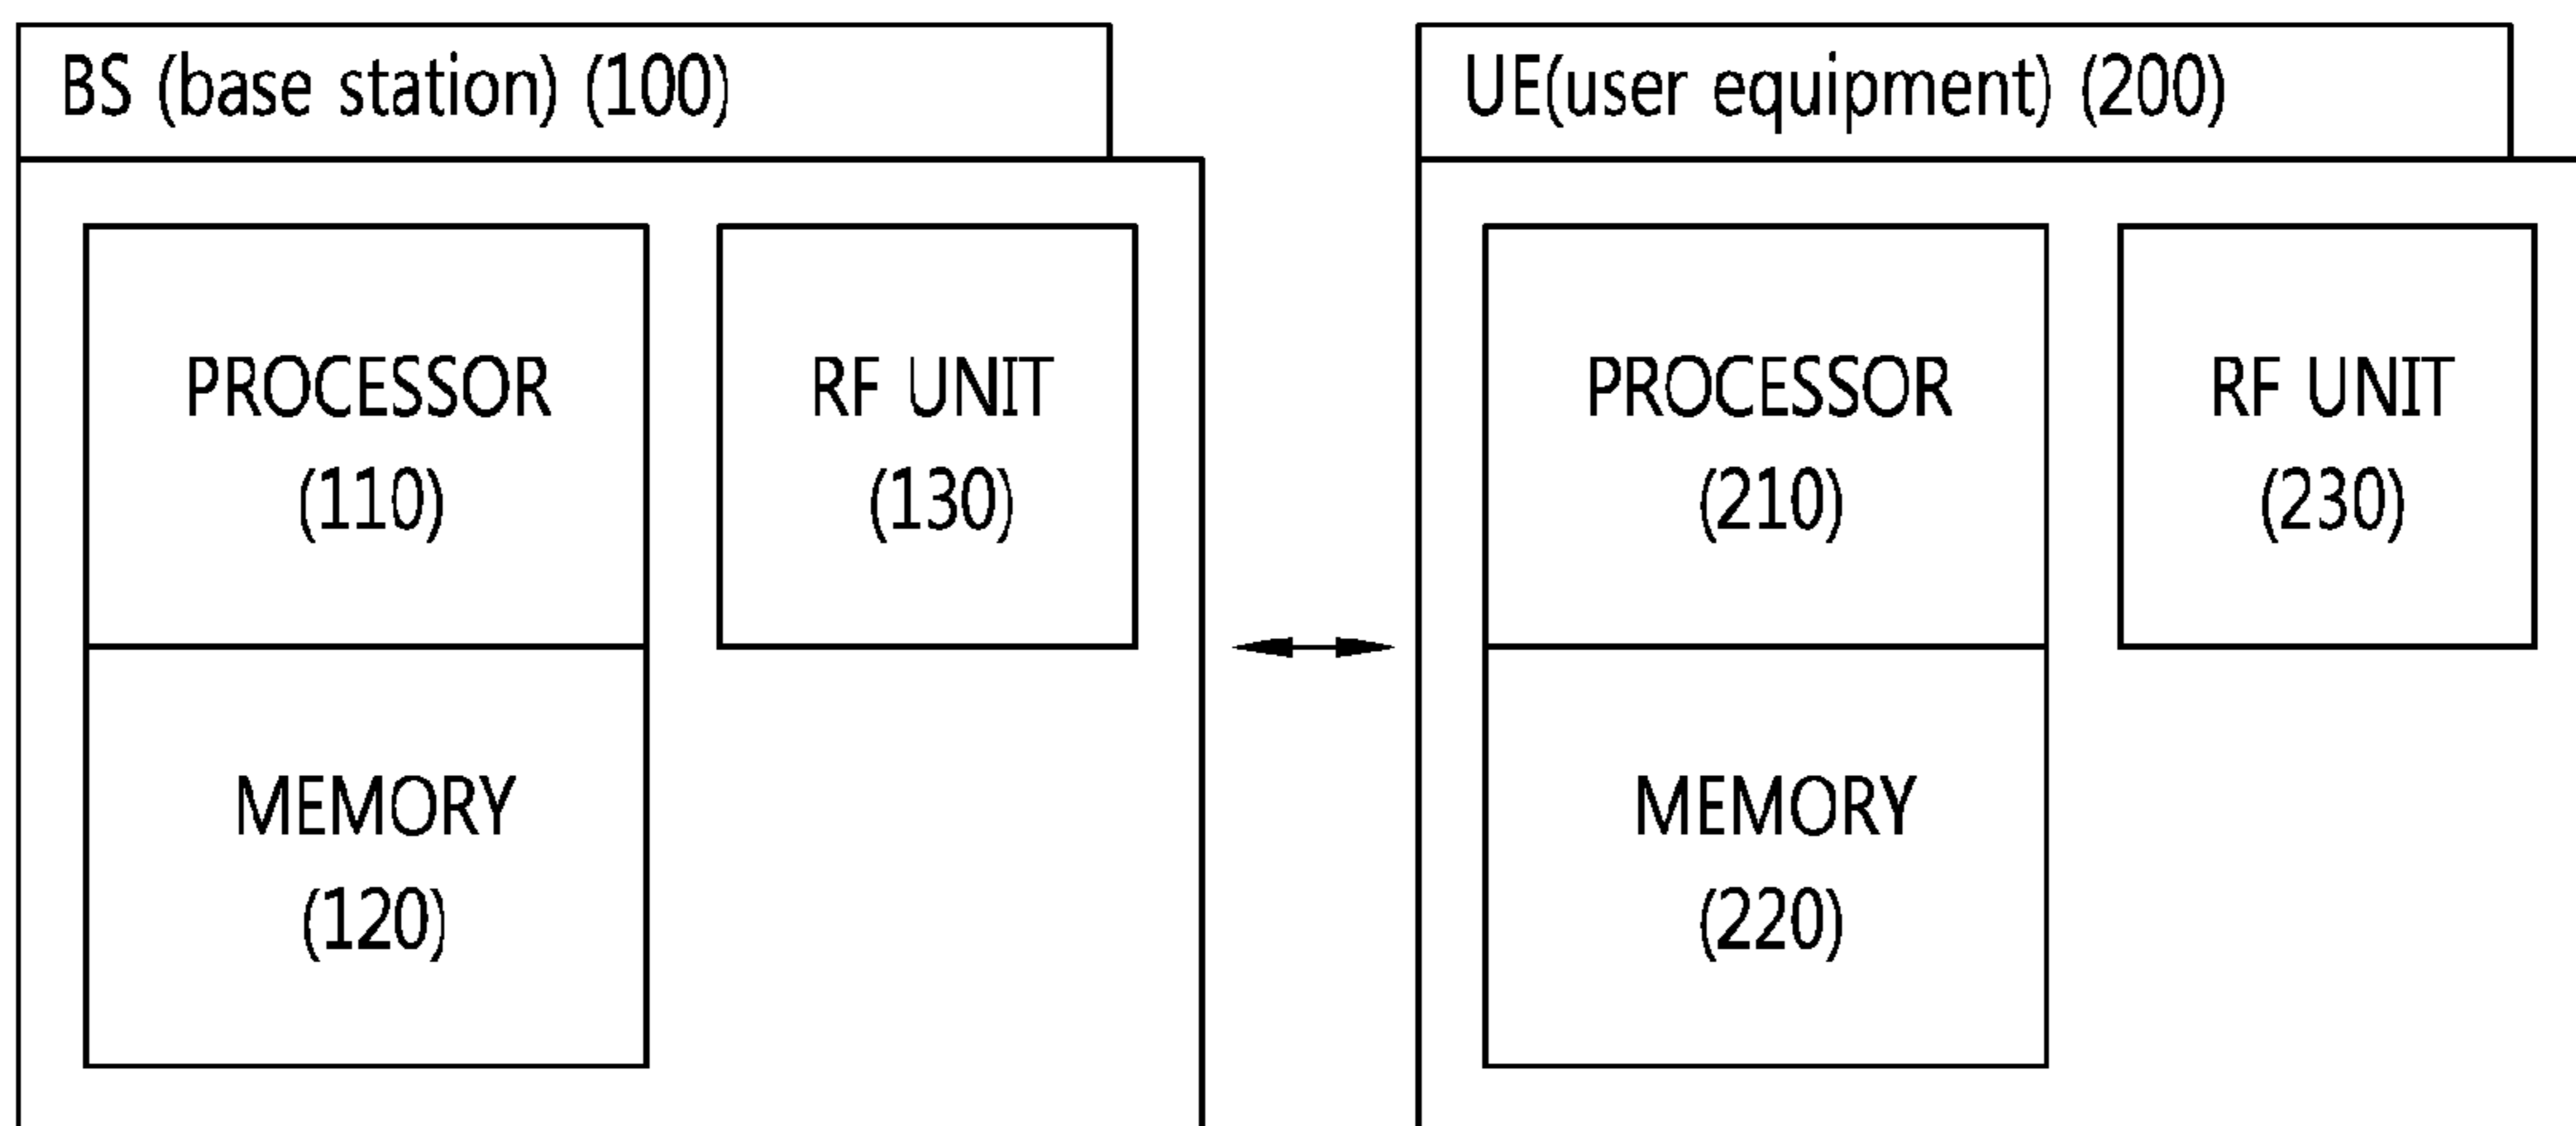 BS (base station) (100)
PROCESSOR
(110)
RF UNIT
(130)
MEMORY
(120)
UE(user equipment) (200)
PROCESSOR
(210)
RF UNIT
(230)
MEMORY
(220)